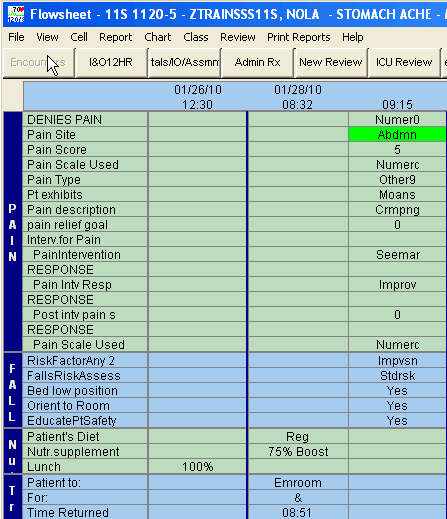 Flowsheet - 11S 1120-5 - ZTRAINSSS11S, NOLA - STOMACH ACHE -
File View Cell Report Chart Class Review Print Reports Help
Encounters I&O12HR tals/IO/Assmm Admin Rx New Review ICU Review
01/26/10 01/28/10
12:30 08:32 09:15
PAIN
DENIES PAIN Numer0
Pain Site Abdmn
Pain Score 5
Pain Scale Used Numerc
Pain Type Other9
Pt exhibits Moans
Pain description Crmpng
pain relief goal 0
Interv.for Pain
PainIntervention Seemar
RESPONSE
Pain Intv Resp Improv
RESPONSE
Post intv pain s 0
RESPONSE
Pain Scale Used Numerc
FALL
RiskFactorAny 2 Impvsn
FallsRiskAssess Stdrsk
Bed low position Yes
Orient to Room Yes
EducatePtSafety Yes
Nu.
Patient's Diet Reg
Nutr.supplement 75% Boost
Lunch 100%
Tr
Patient to: Emroom
For: &
Time Returned 08:51